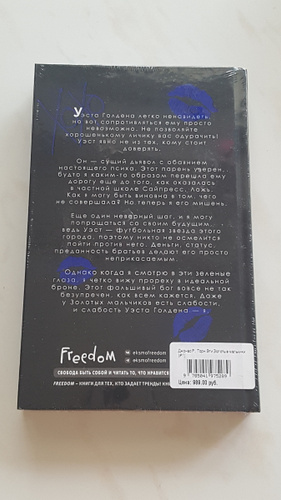 Уэста Голдена легко ненавидеть,
но вот сопротивляться ему просто
невозможно. Не позволяйте
хорошенькому личику вас одурачить!
Уэст явно не из тех, кому стоит
доверять.
Он — сущий дьявол с обаянием
настоящего психа. Этот парень уверен,
будто я каким-то образом перешла ему
дорогу еще до того, как оказалась
в частной школе Сайпресс. Ложь.
Как я могу быть виновна в том, чего
не совершала? Но теперь я его мишень.
Еще один неверный шаг, и я могу
попрощаться со своим будущим,
ведь Уэст — футбольная звезда этого
города, поэтому никто не осмелится
пойти против него. Деньги, статус,
преданность братьев делают его просто
неприкасаемым.
Однако когда я смотрю в эти зеленые
глаза, я четко вижу прореху в идеальной
броне. Этот фальшивый бог вовсе не так
безупречен, как всем кажется. Даже
у Золотых мальчиков есть слабости,
и слабость Уэста Голдена — я.
Freedom
eksmofreedom
eksmofreedom
СВОБОДА БЫТЬ СОБОЙ И ЧИТАТЬ ТО, ЧТО НРАВИТСЯ
FREEDOM – КНИГИ ДЛЯ ТЕХ, КТО ЗАДАЕТ ТРЕНДЫ!
Цена: 999.00 руб.